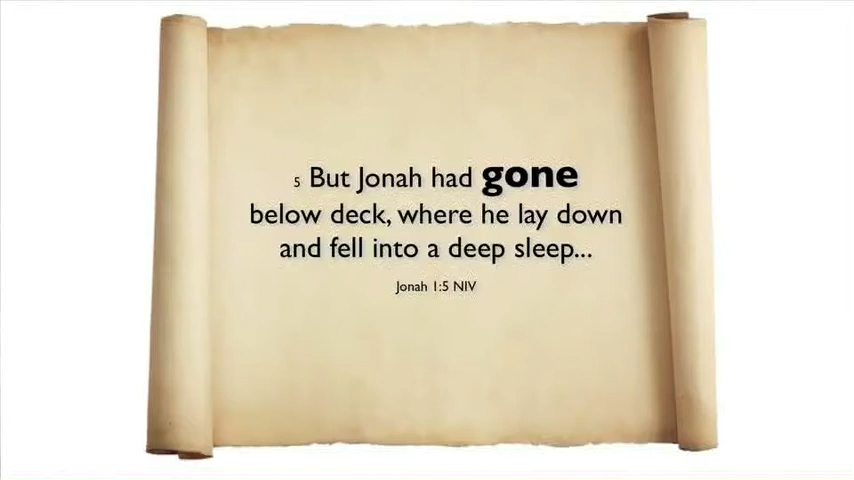 5 But Jonah had gone
below deck, where he lay down
and fell into a deep sleep...
Jonah 1:5 NIV